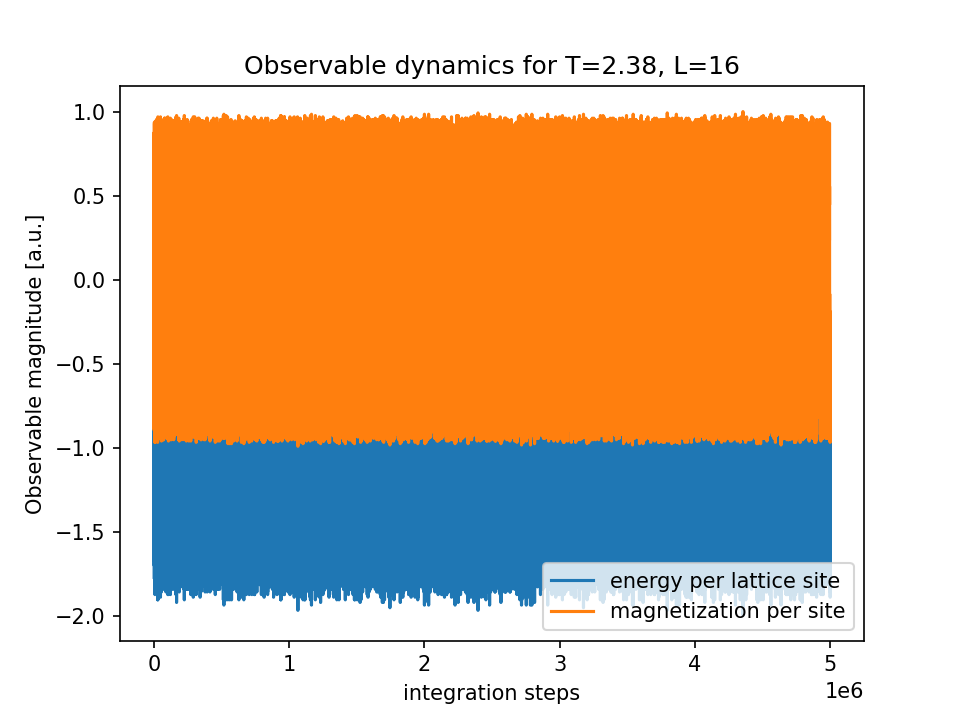 Observable dynamics for T=2.38, L=16
Observable magnitude [a.u.]
1.0
0.5
0.0
−0.5
−1.0
−1.5
−2.0
energy per lattice site
magnetization per site
0 1 2 3 4 5
1e6
integration steps